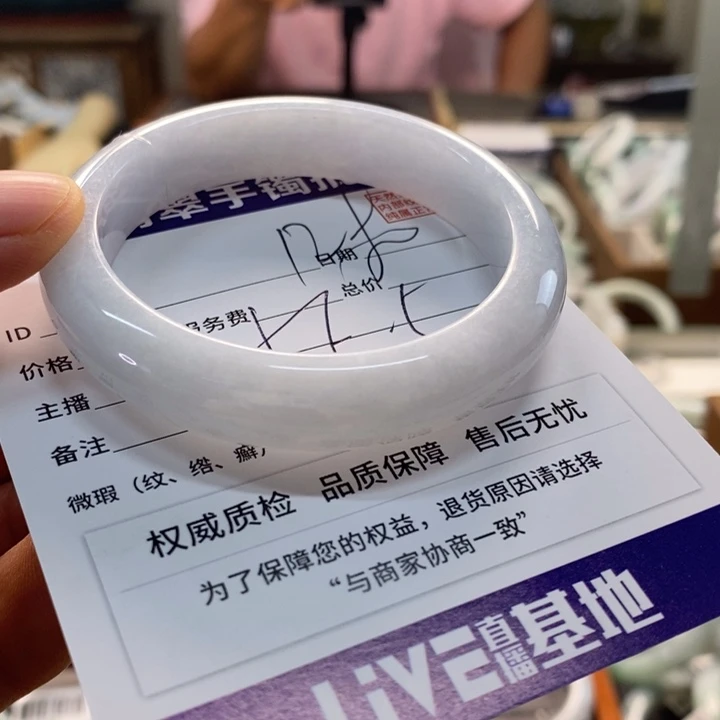 翠手镯
日期
总价
服务费
ID
价格
主播
备注
微瑕（纹、绺、癣，
权威质检 品质保障 售后无忧
为了保障您的权益，退货原因请选择
“与商家协商一致”
LiVE直播基地